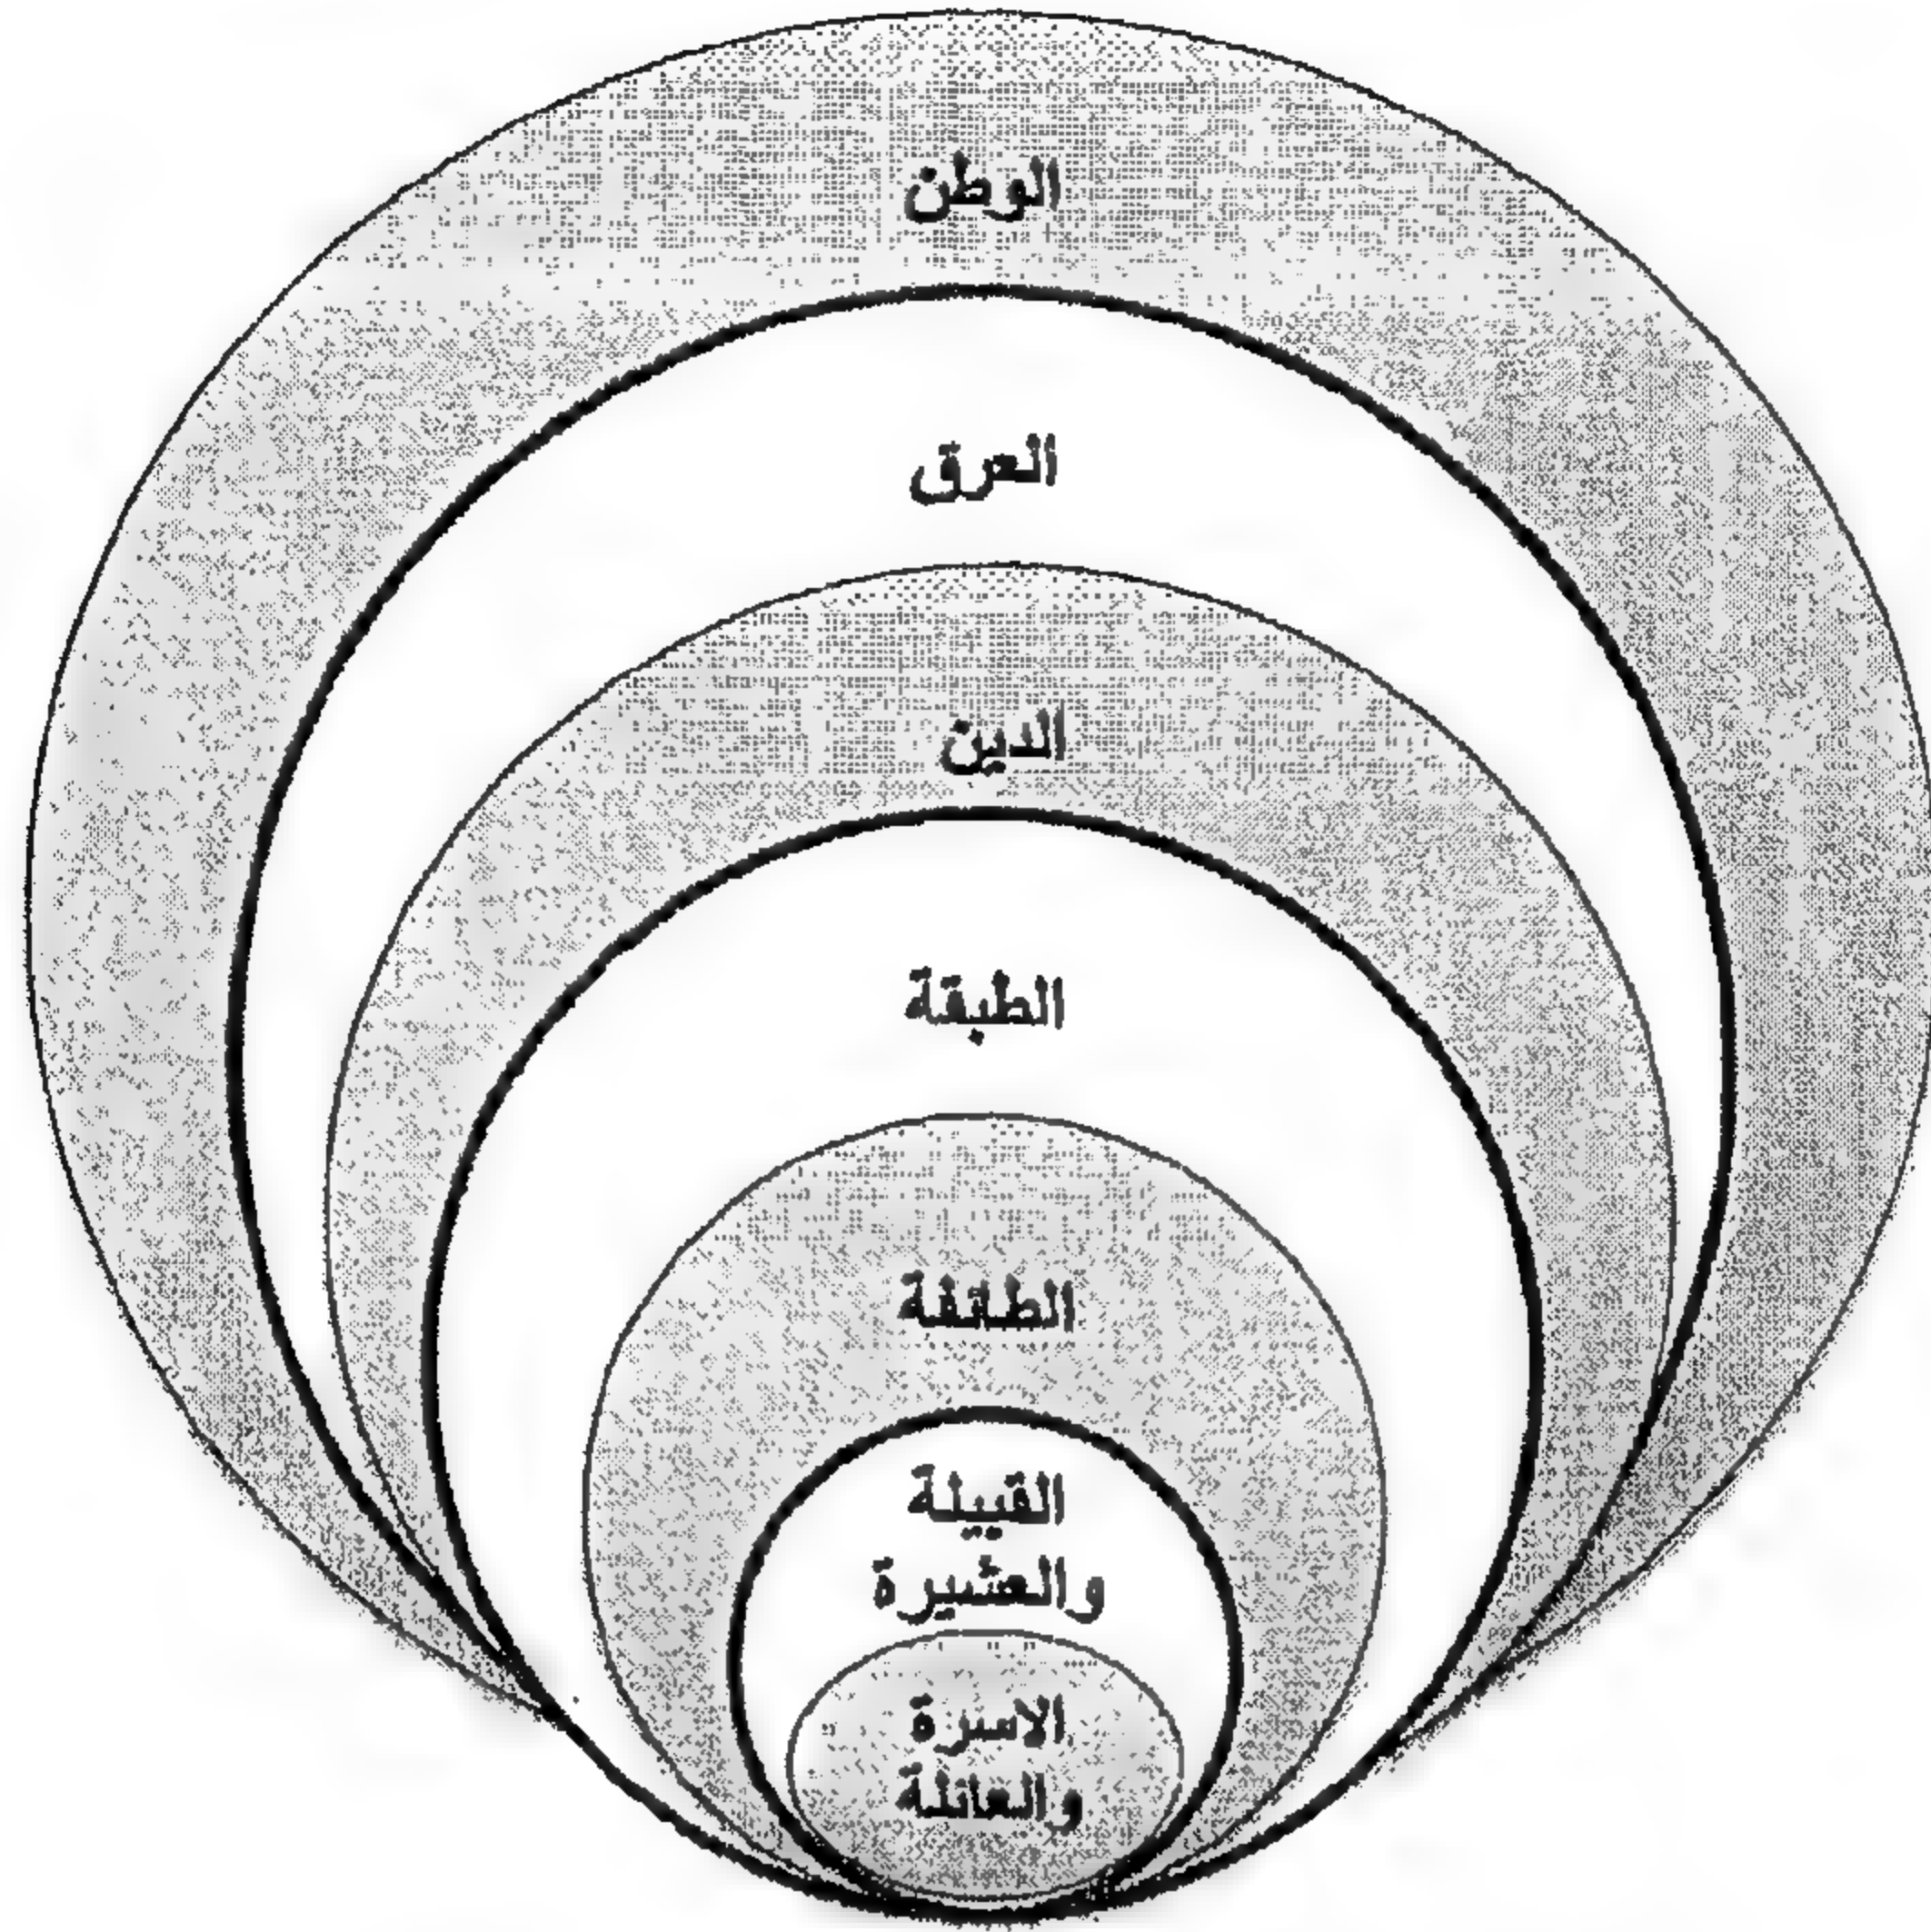 الوطن
العرق
الدين
الطبقة
الطائفة
القبيلة
والعشيرة
الاسرة
والعائلة